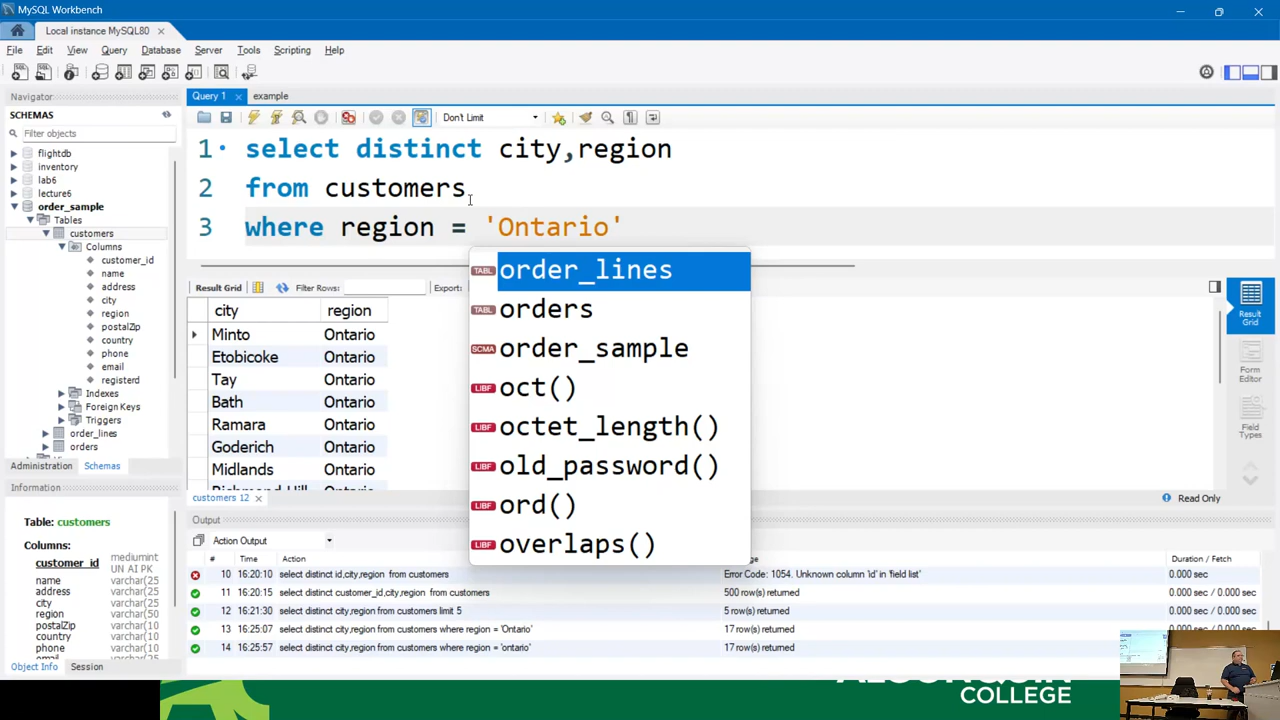 MySQL Workbench
Local instance MySQL80
File Edit View Query Database Server Tools Scripting Help
Navigator
SCHEMAS
Filter objects
flightdb
inventory
lab6
lecture6
order_sample
Tables
customers
Columns
customer_id
name
address
city
region
postalZip
country
phone
email
registerd
Indexes
Foreign Keys
Triggers
order_lines
orders
Administration Schemas
Information
Table: customers
Columns:
customer_id mediumint
UN AI PK
name varchar(25
address varchar(25
city varchar(25
region varchar(50
postalZip varchar(10
country varchar(10
phone varchar(10
Object Info Session
Query 1 example
Don't Limit
1 select distinct city,region
2 from customers
3 where region = 'Ontario'
order_lines
orders
order_sample
oct()
octet_length()
old_password()
ord()
overlaps()
TABL
TABL
SCMA
LIBF
LIBF
LIBF
LIBF
LIBF
Result Grid Filter Rows: Export:
city region
Minto Ontario
Etobicoke Ontario
Tay Ontario
Bath Ontario
Ramara Ontario
Goderich Ontario
Midlands Ontario
Result
Grid
Form
Editor
Field
Types
customers 12
Read Only
Output
Action Output
# Time Action Duration / Fetch
10 16:20:10 select distinct id,city,region from customers Error Code: 1054. Unknown column 'id' in 'field list' 0.000 sec
11 16:20:15 select distinct customer_id,city,region from customers 500 row(s) returned 0.000 sec / 0.000 sec
12 16:21:30 select distinct city,region from customers limit 5 5 row(s) returned 0.000 sec / 0.000 sec
13 16:25:07 select distinct city,region from customers where region = 'Ontario' 17 row(s) returned 0.000 sec / 0.000 sec
14 16:25:57 select distinct city,region from customers where region = 'ontario' 17 row(s) returned 0.000 sec / 0.000 sec
COLLEGE